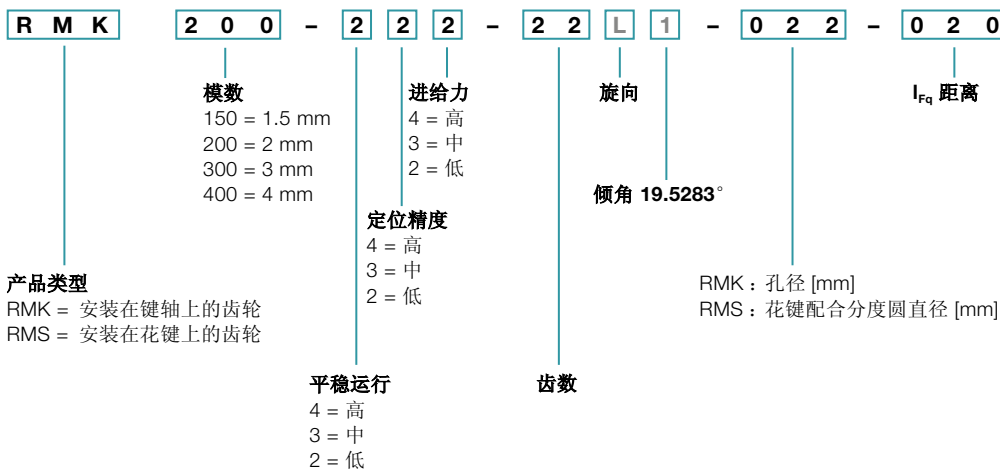 R M K 2 0 0 – 2 2 2 – 2 2 L 1 – 0 2 2 – 0 2 0
模数
150 = 1.5 mm
200 = 2 mm
300 = 3 mm
400 = 4 mm
进给力
4 = 高
3 = 中
2 = 低
旋向
I_Fq 距离
倾角 19.5283°
定位精度
4 = 高
3 = 中
2 = 低
产品类型
RMK = 安装在键轴上的齿轮
RMS = 安装在花键上的齿轮
RMK：孔径 [mm]
RMS：花键配合分度圆直径 [mm]
平稳运行
4 = 高
3 = 中
2 = 低
齿数